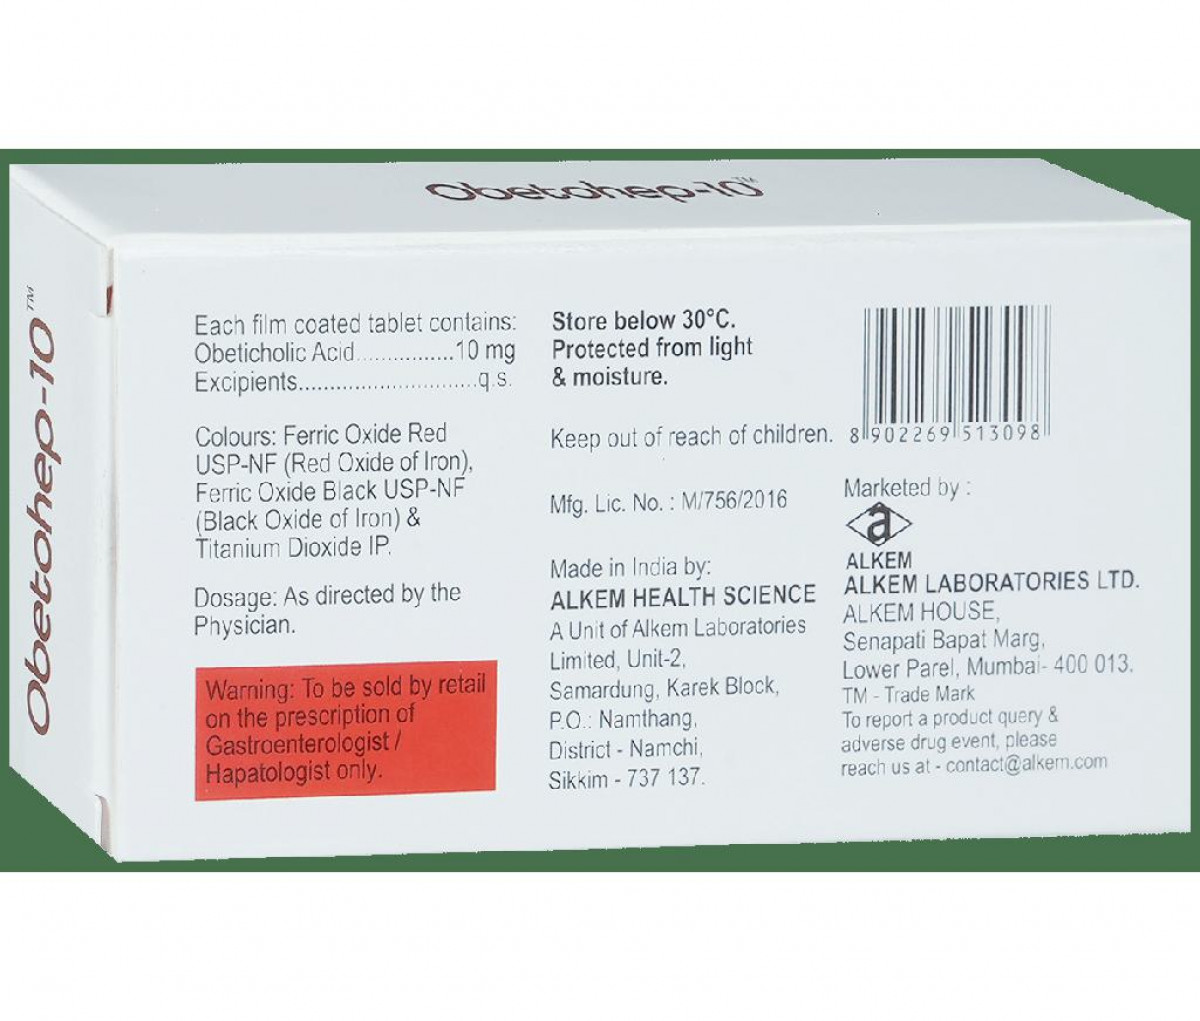 Obetohep-10™
Obetohep-10™
Each film coated tablet contains:
Obeticholic Acid................10 mg
Excipients.............................q.s.
Colours: Ferric Oxide Red
USP-NF (Red Oxide of Iron),
Ferric Oxide Black USP-NF
(Black Oxide of Iron) &
Titanium Dioxide IP.
Dosage: As directed by the
Physician.
Warning: To be sold by retail
on the prescription of
Gastroenterologist /
Hapatologist only.
Store below 30°C.
Protected from light
& moisture.
Keep out of reach of children.
Mfg. Lic. No. : M/756/2016
Made in India by:
ALKEM HEALTH SCIENCE
A Unit of Alkem Laboratories
Limited, Unit-2,
Samardung, Karek Block,
P.O.: Namthang,
District - Namchi,
Sikkim - 737 137.
8 902269 513098
Marketed by :
a
ALKEM
ALKEM LABORATORIES LTD.
ALKEM HOUSE,
Senapati Bapat Marg,
Lower Parel, Mumbai- 400 013.
TM - Trade Mark
To report a product query &
adverse drug event, please
reach us at - contact@alkem.com